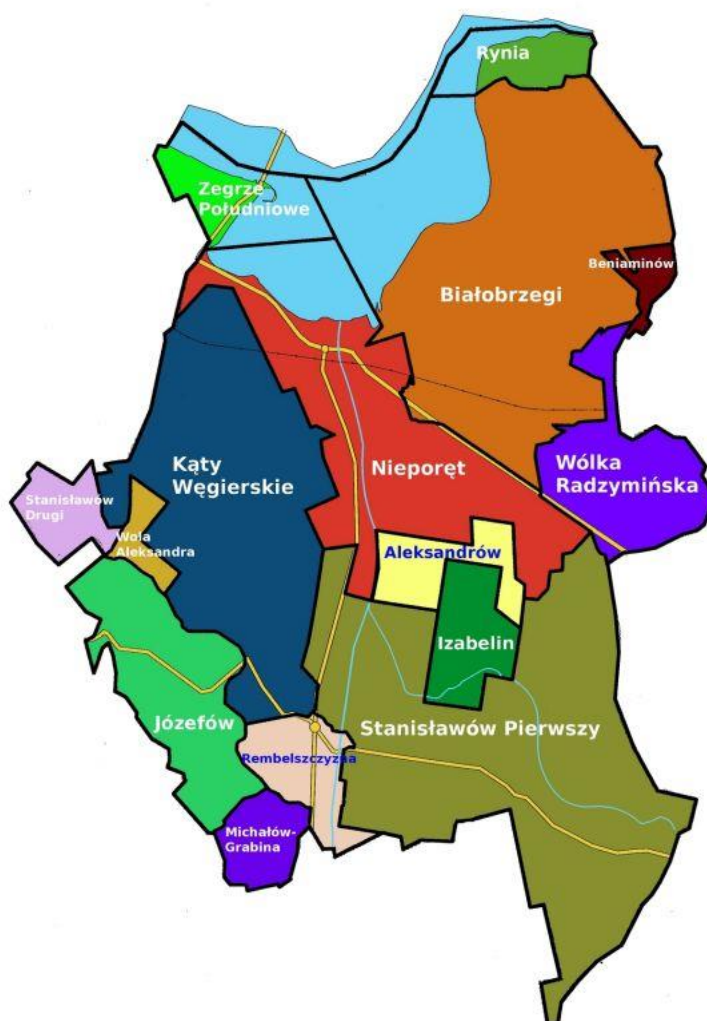 Rynia
Zegrze
Południowe
Beniaminów
Białobrzegi
Kąty
Węgierskie
Nieporęt
Wólka
Radzymińska
Stanisławów
Drugi
Wola
Aleksandra
Aleksandrów
Izabelin
Józefów
Stanisławów Pierwszy
Rembelszczyzna
Michałów-
Grabina